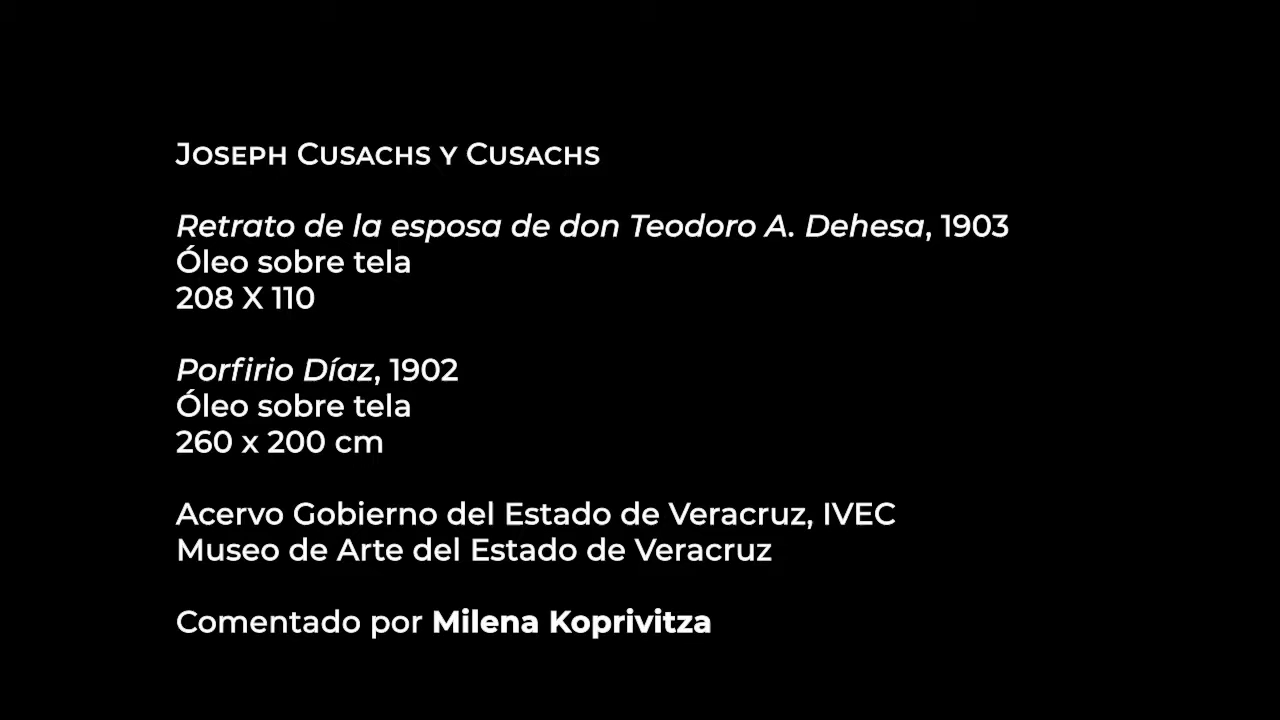 Joseph Cusachs y Cusachs
Retrato de la esposa de don Teodoro A. Dehesa, 1903
Óleo sobre tela
208 X 110
Porfirio Díaz, 1902
Óleo sobre tela
260 x 200 cm
Acervo Gobierno del Estado de Veracruz, IVEC
Museo de Arte del Estado de Veracruz
Comentado por Milena Koprivitza